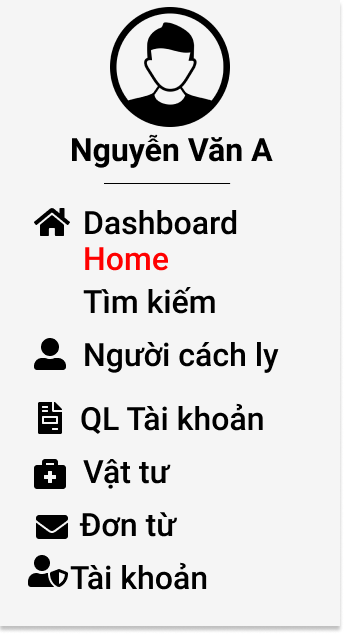 Nguyễn Văn A
Dashboard
Home
Tìm kiếm
Người cách ly
QL Tài khoản
Vật tư
Đơn từ
Tài khoản